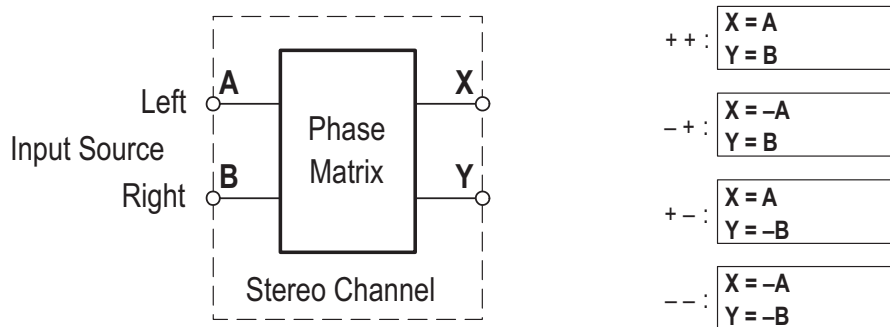 A
X
Left
Phase
Matrix
Input Source
B
Y
Right
Stereo Channel
+ + :
X = A
Y = B
– + :
X = –A
Y = B
+ – :
X = A
Y = –B
– – :
X = –A
Y = –B